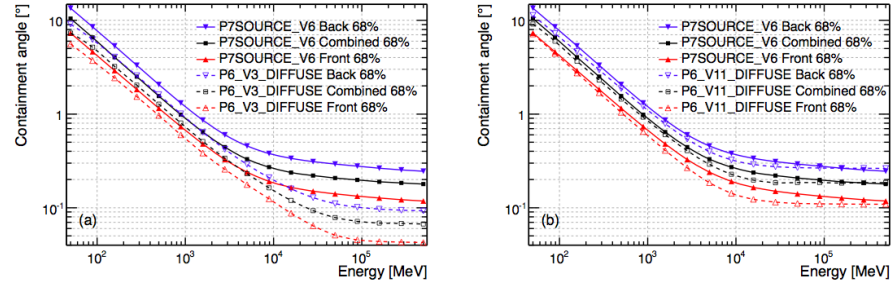 Containment angle [°]
10
1
10⁻¹
P7SOURCE_V6 Back 68%
P7SOURCE_V6 Combined 68%
P7SOURCE_V6 Front 68%
P6_V3_DIFFUSE Back 68%
P6_V3_DIFFUSE Combined 68%
P6_V3_DIFFUSE Front 68%
(a)
10² 10³ 10⁴ 10⁵
Energy [MeV]
Containment angle [°]
10
1
10⁻¹
P7SOURCE_V6 Back 68%
P7SOURCE_V6 Combined 68%
P7SOURCE_V6 Front 68%
P6_V11_DIFFUSE Back 68%
P6_V11_DIFFUSE Combined 68%
P6_V11_DIFFUSE Front 68%
(b)
10² 10³ 10⁴ 10⁵
Energy [MeV]